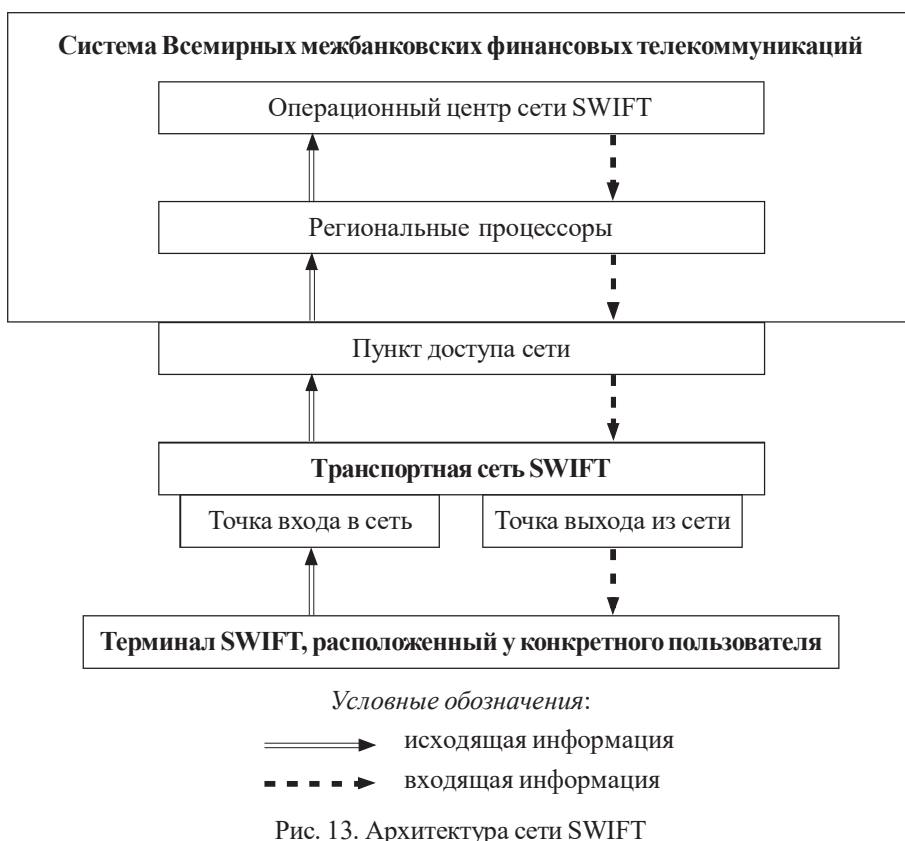 Система Всемирных межбанковских финансовых телекоммуникаций
Операционный центр сети SWIFT
Региональные процессоры
Пункт доступа сети
Транспортная сеть SWIFT
Точка входа в сеть
Точка выхода из сети
Терминал SWIFT, расположенный у конкретного пользователя
Условные обозначения:
исходящая информация
входящая информация
Рис. 13. Архитектура сети SWIFT